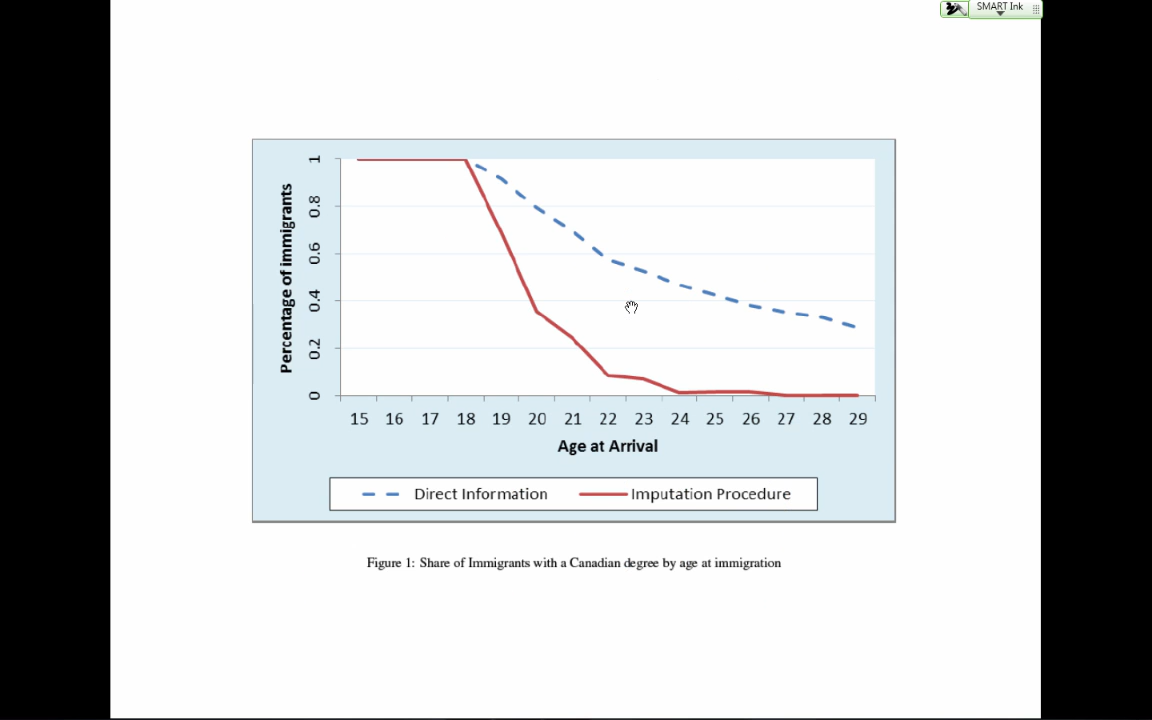 SMART Ink
Percentage of immigrants
1
0.8
0.6
0.4
0.2
0
15 16 17 18 19 20 21 22 23 24 25 26 27 28 29
Age at Arrival
Direct Information Imputation Procedure
Figure 1: Share of Immigrants with a Canadian degree by age at immigration